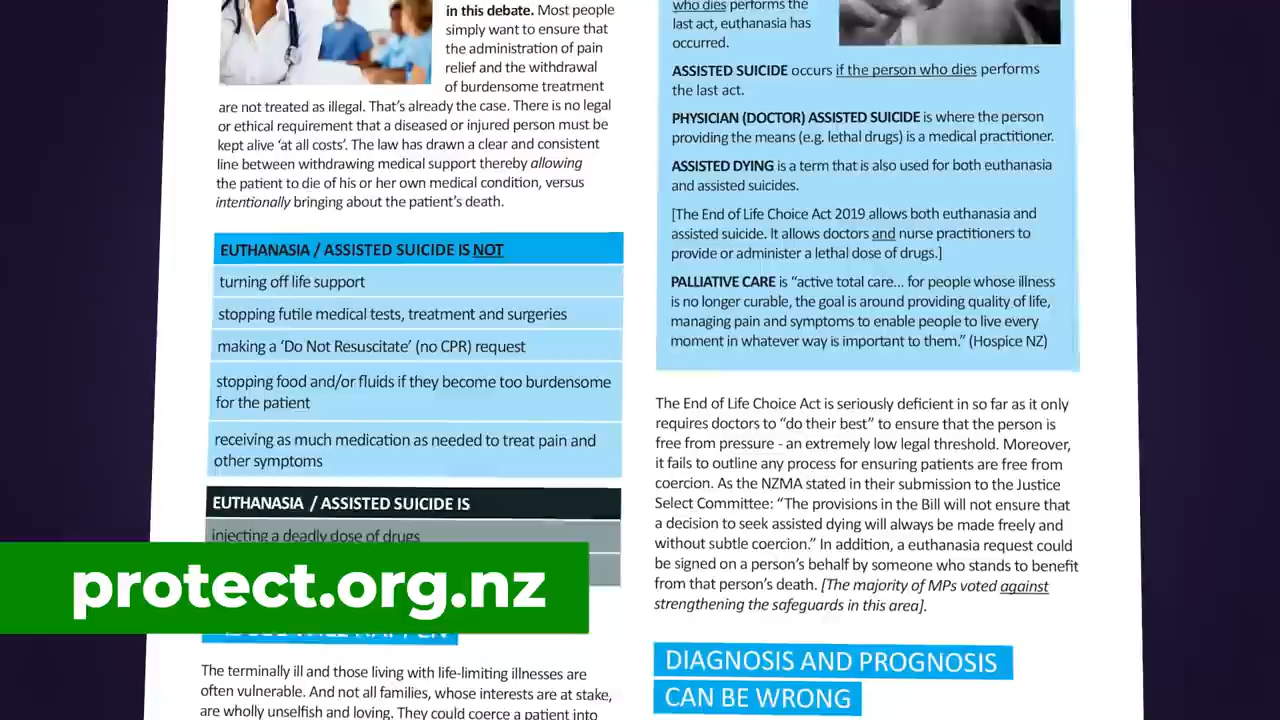 in this debate. Most people
simply want to ensure that
the administration of pain
relief and the withdrawal
of burdensome treatment
are not treated as illegal. That's already the case. There is no legal
or ethical requirement that a diseased or injured person must be
kept alive 'at all costs'. The law has drawn a clear and consistent
line between withdrawing medical support thereby allowing
the patient to die of his or her own medical condition, versus
intentionally bringing about the patient's death.
EUTHANASIA / ASSISTED SUICIDE IS NOT
turning off life support
stopping futile medical tests, treatment and surgeries
making a 'Do Not Resuscitate' (no CPR) request
stopping food and/or fluids if they become too burdensome
for the patient
receiving as much medication as needed to treat pain and
other symptoms
EUTHANASIA / ASSISTED SUICIDE IS
injecting a deadly dose of drugs
protect.org.nz
The terminally ill and those living with life-limiting illnesses are
often vulnerable. And not all families, whose interests are at stake,
are wholly unselfish and loving. They could coerce a patient into
who dies performs the
last act, euthanasia has
occurred.
ASSISTED SUICIDE occurs if the person who dies performs
the last act.
PHYSICIAN (DOCTOR) ASSISTED SUICIDE is where the person
providing the means (e.g. lethal drugs) is a medical practitioner.
ASSISTED DYING is a term that is also used for both euthanasia
and assisted suicides.
[The End of Life Choice Act 2019 allows both euthanasia and
assisted suicide. It allows doctors and nurse practitioners to
provide or administer a lethal dose of drugs.]
PALLIATIVE CARE is “active total care... for people whose illness
is no longer curable, the goal is around providing quality of life,
managing pain and symptoms to enable people to live every
moment in whatever way is important to them.” (Hospice NZ)
The End of Life Choice Act is seriously deficient in so far as it only
requires doctors to “do their best” to ensure that the person is
free from pressure - an extremely low legal threshold. Moreover,
it fails to outline any process for ensuring patients are free from
coercion. As the NZMA stated in their submission to the Justice
Select Committee: “The provisions in the Bill will not ensure that
a decision to seek assisted dying will always be made freely and
without subtle coercion.” In addition, a euthanasia request could
be signed on a person's behalf by someone who stands to benefit
from that person's death. [The majority of MPs voted against
strengthening the safeguards in this area].
DIAGNOSIS AND PROGNOSIS
CAN BE WRONG